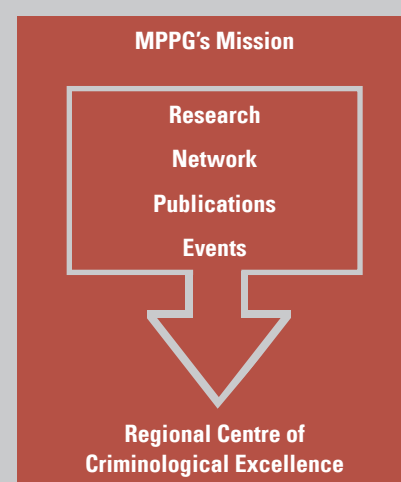 MPPG's Mission
Research
Network
Publications
Events
Regional Centre of
Criminological Excellence